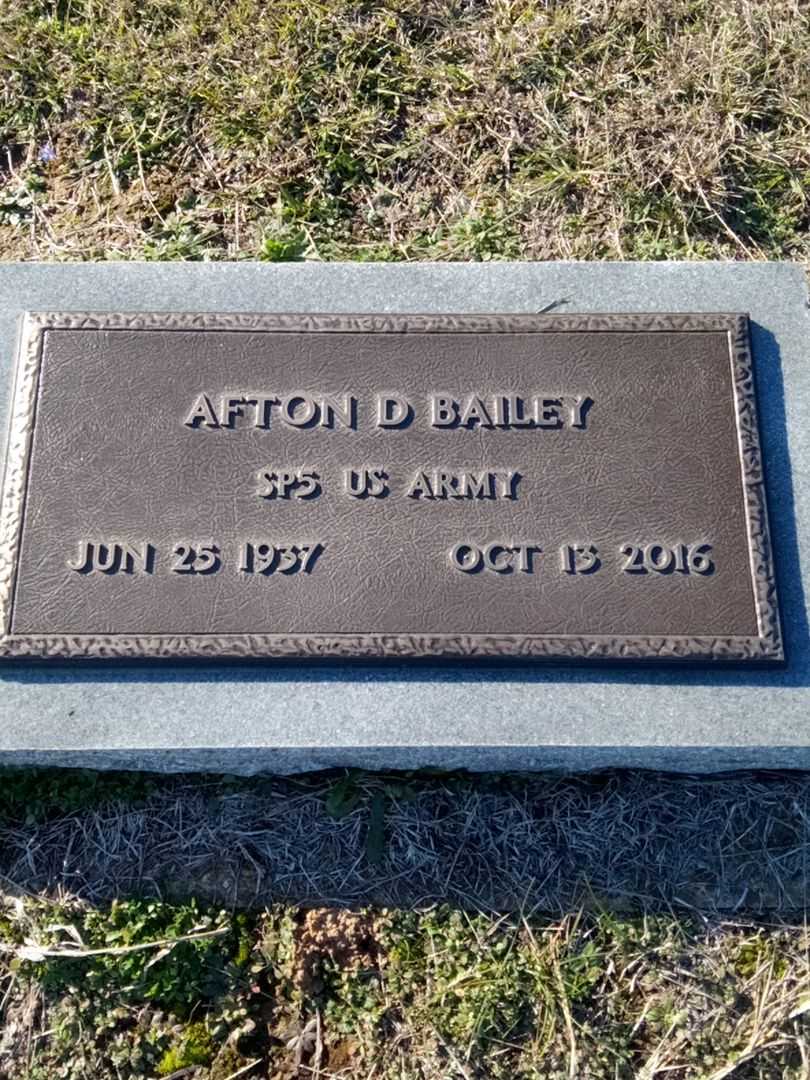 AFTON D BAILEY
SP5 US ARMY
JUN 25 1937 OCT 13 2016